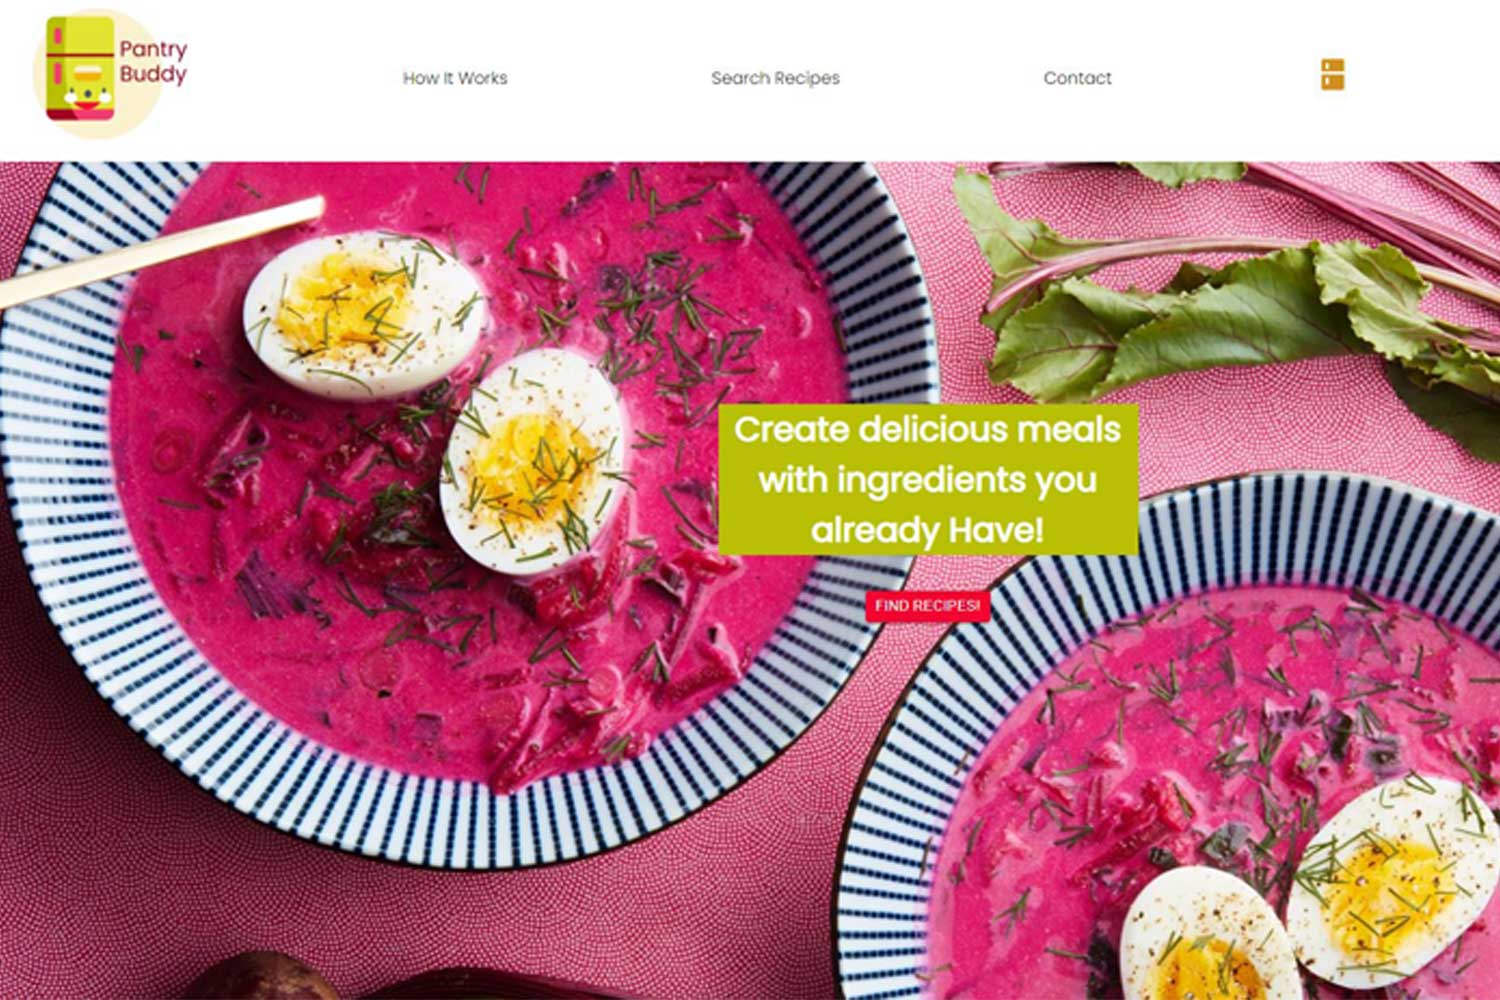 Pantry
Buddy
How It Works
Search Recipes
Contact
Create delicious meals
with ingredients you
already Have!
FIND RECIPES!